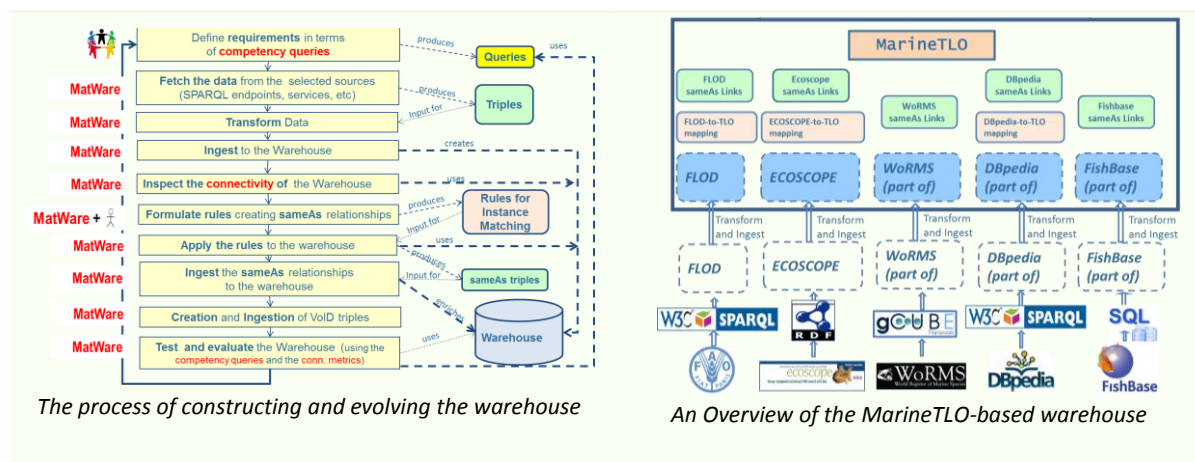 Define requirements in terms
of competency queries
produces
Queries
uses
MatWare
Fetch the data from the selected sources
(SPARQL endpoints, services, etc)
produces
Triples
MatWare
Transform Data
Input for
MatWare
Ingest to the Warehouse
creates
MatWare
Inspect the connectivity of the Warehouse
uses
MatWare +
Formulate rules creating sameAs relationships
produces
Input for
Rules for
Instance
Matching
MatWare
Apply the rules to the warehouse
uses
produces
MatWare
Ingest the sameAs relationships
to the warehouse
Input for
sameAs triples
enriches
MatWare
Creation and Ingestion of VoID triples
Warehouse
MatWare
Test and evaluate the Warehouse (using the
competency queries and the conn. metrics)
uses
The process of constructing and evolving the warehouse
MarineTLO
FLOD
sameAs Links
Ecoscope
sameAs Links
WoRMS
sameAs Links
DBpedia
sameAs Links
Fishbase
sameAs Links
FLOD-to-TLO
mapping
ECOSCOPE-to-TLO
mapping
DBpedia-to-TLO
mapping
FLOD
ECOSCOPE
WoRMS
(part of)
DBpedia
(part of)
FishBase
(part of)
Transform
and Ingest
Transform
and Ingest
Transform
and Ingest
Transform
and Ingest
FLOD
ECOSCOPE
WoRMS
(part of)
DBpedia
(part of)
FishBase
(part of)
W3C SPARQL
RDF
gCUBE
W3C SPARQL
SQL
FAO
FIAT PANIS
ecoscope
WoRMS
World Register of Marine Species
DBpedia
FishBase
An Overview of the MarineTLO-based warehouse